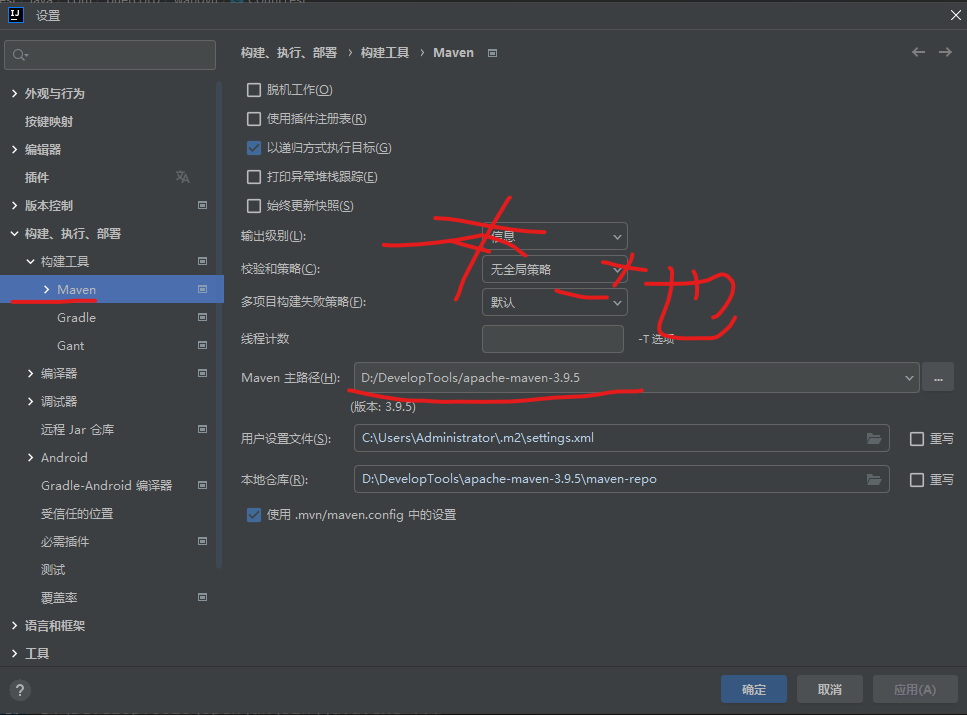 设置
构建、执行、部署 › 构建工具 › Maven
外观与行为
按键映射
编辑器
插件
版本控制
构建、执行、部署
构建工具
Maven
Gradle
Gant
编译器
调试器
远程 Jar 仓库
Android
Gradle-Android 编译器
受信任的位置
必需插件
测试
覆盖率
语言和框架
工具
?
脱机工作(O)
使用插件注册表(R)
以递归方式执行目标(G)
打印异常堆栈跟踪(E)
始终更新快照(S)
输出级别(L): 信息
校验和策略(C): 无全局策略
多项目构建失败策略(F): 默认
线程计数 -T 选项
本地
Maven 主路径(H): D:/DevelopTools/apache-maven-3.9.5 ...
(版本: 3.9.5)
用户设置文件(S): C:\Users\Administrator\.m2\settings.xml 重写
本地仓库(R): D:\DevelopTools\apache-maven-3.9.5\maven-repo 重写
使用 .mvn/maven.config 中的设置
确定 取消 应用(A)